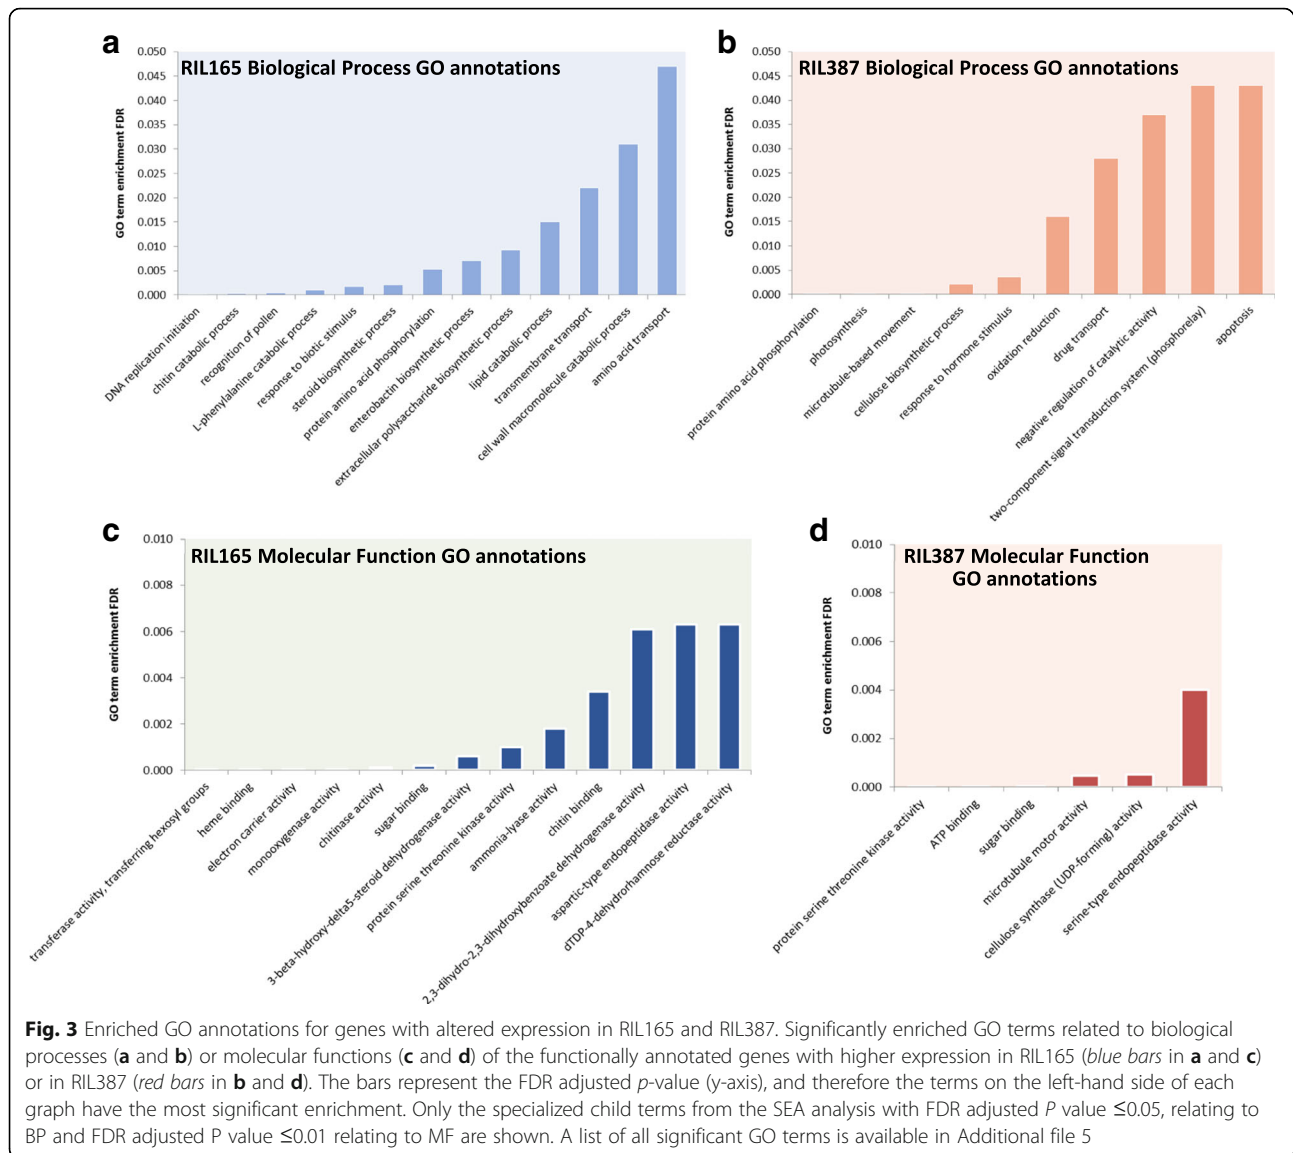 a
RIL165 Biological Process GO annotations
GO term enrichment FDR
0.050
0.045
0.040
0.035
0.030
0.025
0.020
0.015
0.010
0.005
0.000
DNA replication initiation
chitin catabolic process
recognition of pollen
L-phenylalanine catabolic process
response to biotic stimulus
steroid biosynthetic process
protein amino acid phosphorylation
enterobactin biosynthetic process
extracellular polysaccharide biosynthetic process
lipid catabolic process
transmembrane transport
cell wall macromolecule catabolic process
amino acid transport
b
RIL387 Biological Process GO annotations
GO term enrichment FDR
0.050
0.045
0.040
0.035
0.030
0.025
0.020
0.015
0.010
0.005
0.000
protein amino acid phosphorylation
photosynthesis
microtubule-based movement
cellulose biosynthetic process
response to hormone stimulus
oxidation reduction
drug transport
negative regulation of catalytic activity
two-component signal transduction system (phosphorelay)
apoptosis
c
RIL165 Molecular Function GO annotations
GO term enrichment FDR
0.010
0.008
0.006
0.004
0.002
0.000
transferase activity, transferring hexosyl groups
heme binding
electron carrier activity
monooxygenase activity
chitinase activity
sugar binding
3-beta-hydroxy-delta5-steroid dehydrogenase activity
protein serine threonine kinase activity
ammonia-lyase activity
chitin binding
2,3-dihydro-2,3-dihydroxybenzoate dehydrogenase activity
aspartic-type endopeptidase activity
dTDP-4-dehydrorhamnose reductase activity
d
RIL387 Molecular Function
GO annotations
GO term enrichment FDR
0.010
0.008
0.006
0.004
0.002
0.000
protein serine threonine kinase activity
ATP binding
sugar binding
microtubule motor activity
cellulose synthase (UDP-forming) activity
serine-type endopeptidase activity
Fig. 3 Enriched GO annotations for genes with altered expression in RIL165 and RIL387. Significantly enriched GO terms related to biological
processes (a and b) or molecular functions (c and d) of the functionally annotated genes with higher expression in RIL165 (blue bars in a and c)
or in RIL387 (red bars in b and d). The bars represent the FDR adjusted p-value (y-axis), and therefore the terms on the left-hand side of each
graph have the most significant enrichment. Only the specialized child terms from the SEA analysis with FDR adjusted P value ≤0.05, relating to
BP and FDR adjusted P value ≤0.01 relating to MF are shown. A list of all significant GO terms is available in Additional file 5